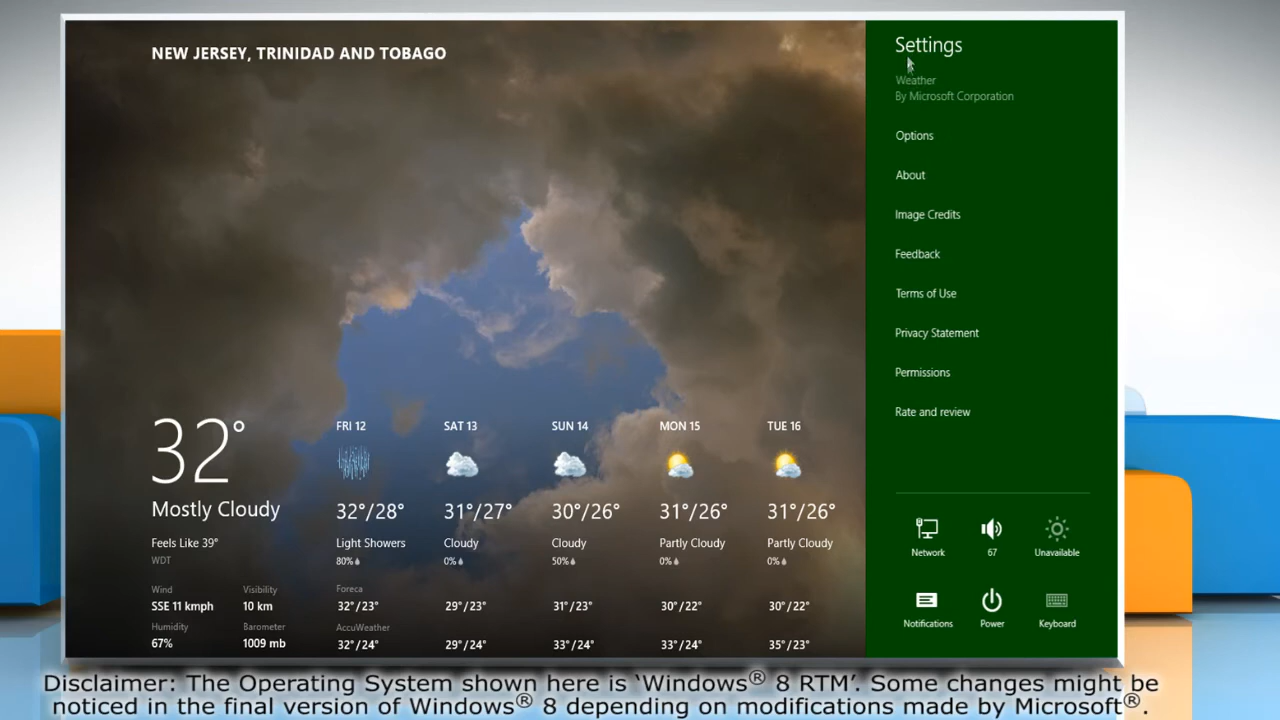 NEW JERSEY, TRINIDAD AND TOBAGO
32°
Mostly Cloudy
Feels Like 39°
WDT
Wind
SSE 11 kmph
Visibility
10 km
Humidity
67%
Barometer
1009 mb
FRI 12
32°/28°
Light Showers
80%
Foreca
32°/23°
AccuWeather
32°/24°
SAT 13
31°/27°
Cloudy
0%
29°/23°
29°/24°
SUN 14
30°/26°
Cloudy
50%
31°/23°
33°/24°
MON 15
31°/26°
Partly Cloudy
0%
30°/22°
33°/24°
TUE 16
31°/26°
Partly Cloudy
0%
30°/22°
35°/23°
Settings
Weather
By Microsoft Corporation
Options
About
Image Credits
Feedback
Terms of Use
Privacy Statement
Permissions
Rate and review
Network
67
Unavailable
Notifications
Power
Keyboard
Disclaimer: The Operating System shown here is ‘Windows® 8 RTM’. Some changes might be
noticed in the final version of Windows® 8 depending on modifications made by Microsoft®.